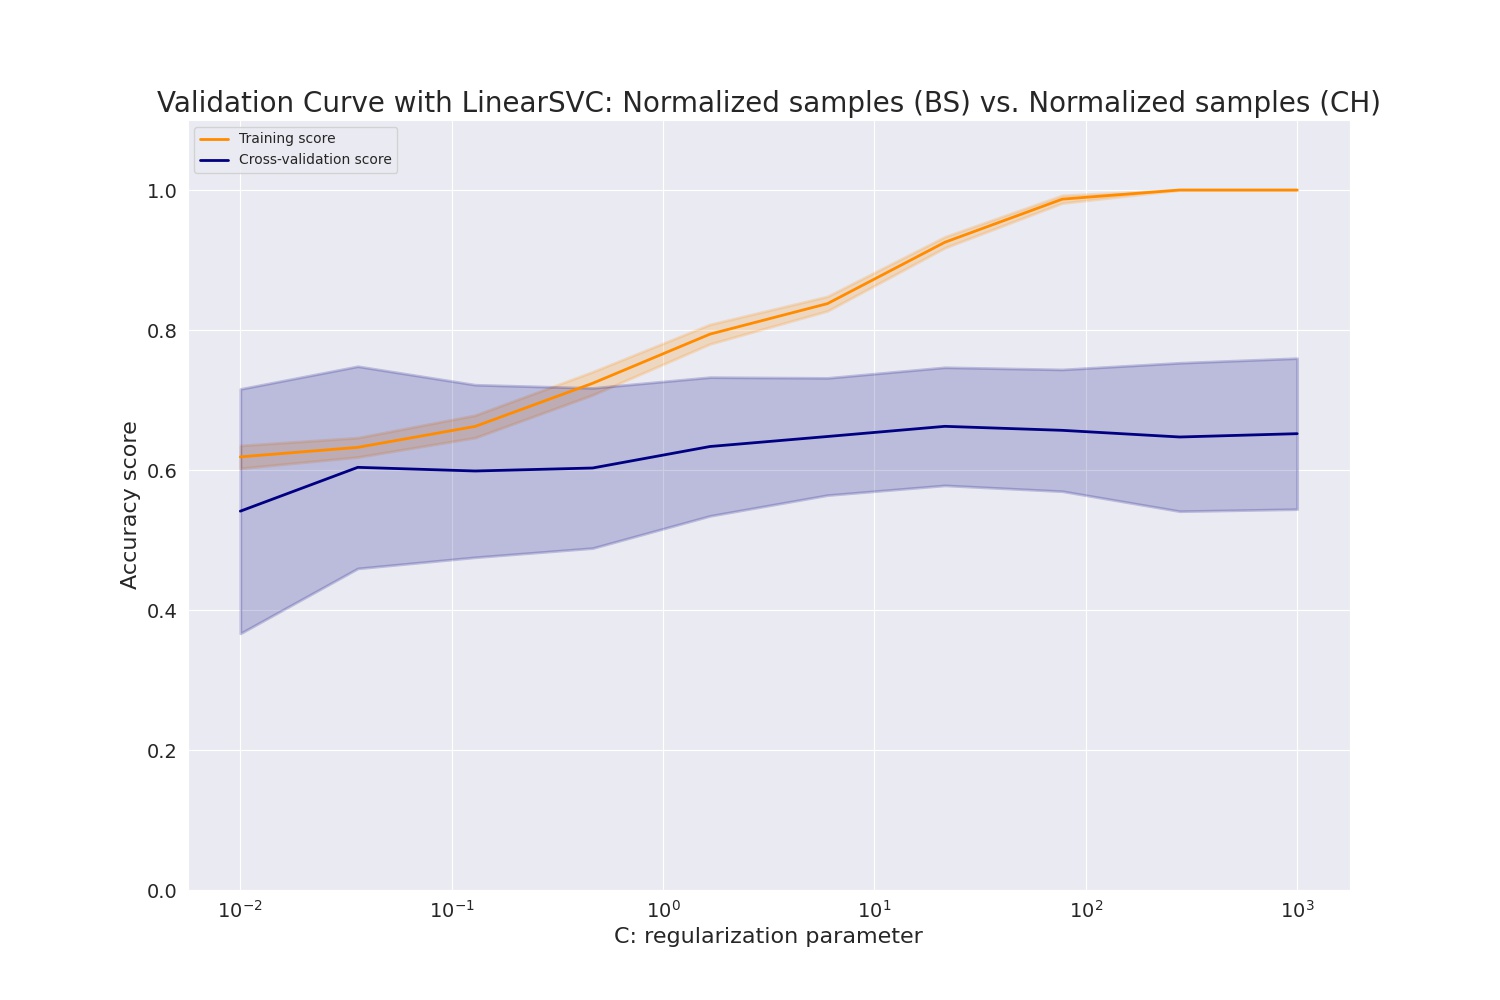 Validation Curve with LinearSVC: Normalized samples (BS) vs. Normalized samples (CH)
Training score
Cross-validation score
1.0
0.8
0.6
0.4
0.2
0.0
Accuracy score
10⁻² 10⁻¹ 10⁰ 10¹ 10² 10³
C: regularization parameter